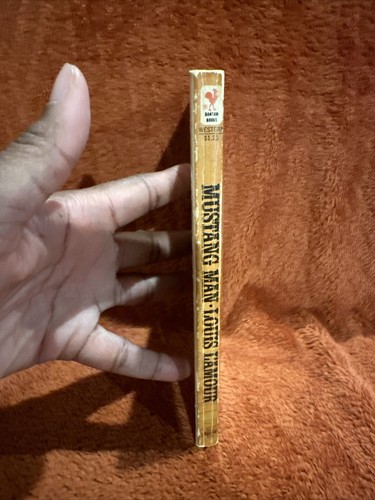 BANTAM
BOOKS
WESTERN
MUSTANG MAN • LOUIS L'AMOUR